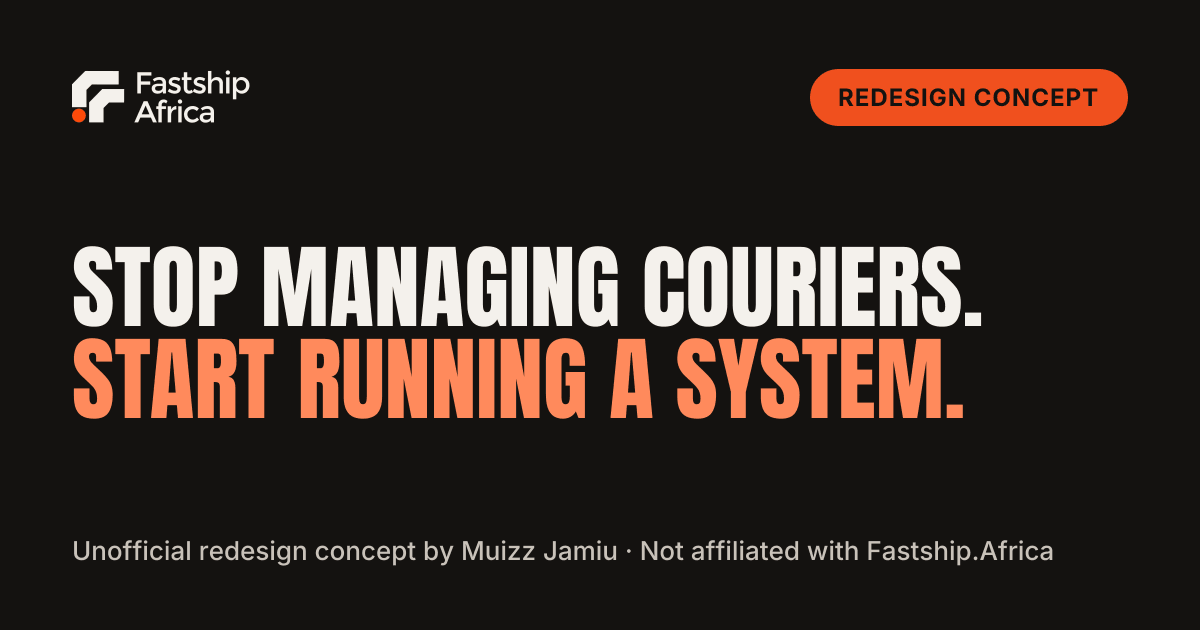 Fastship
Africa
REDESIGN CONCEPT
STOP MANAGING COURIERS.
START RUNNING A SYSTEM.
Unofficial redesign concept by Muizz Jamiu · Not affiliated with Fastship.Africa